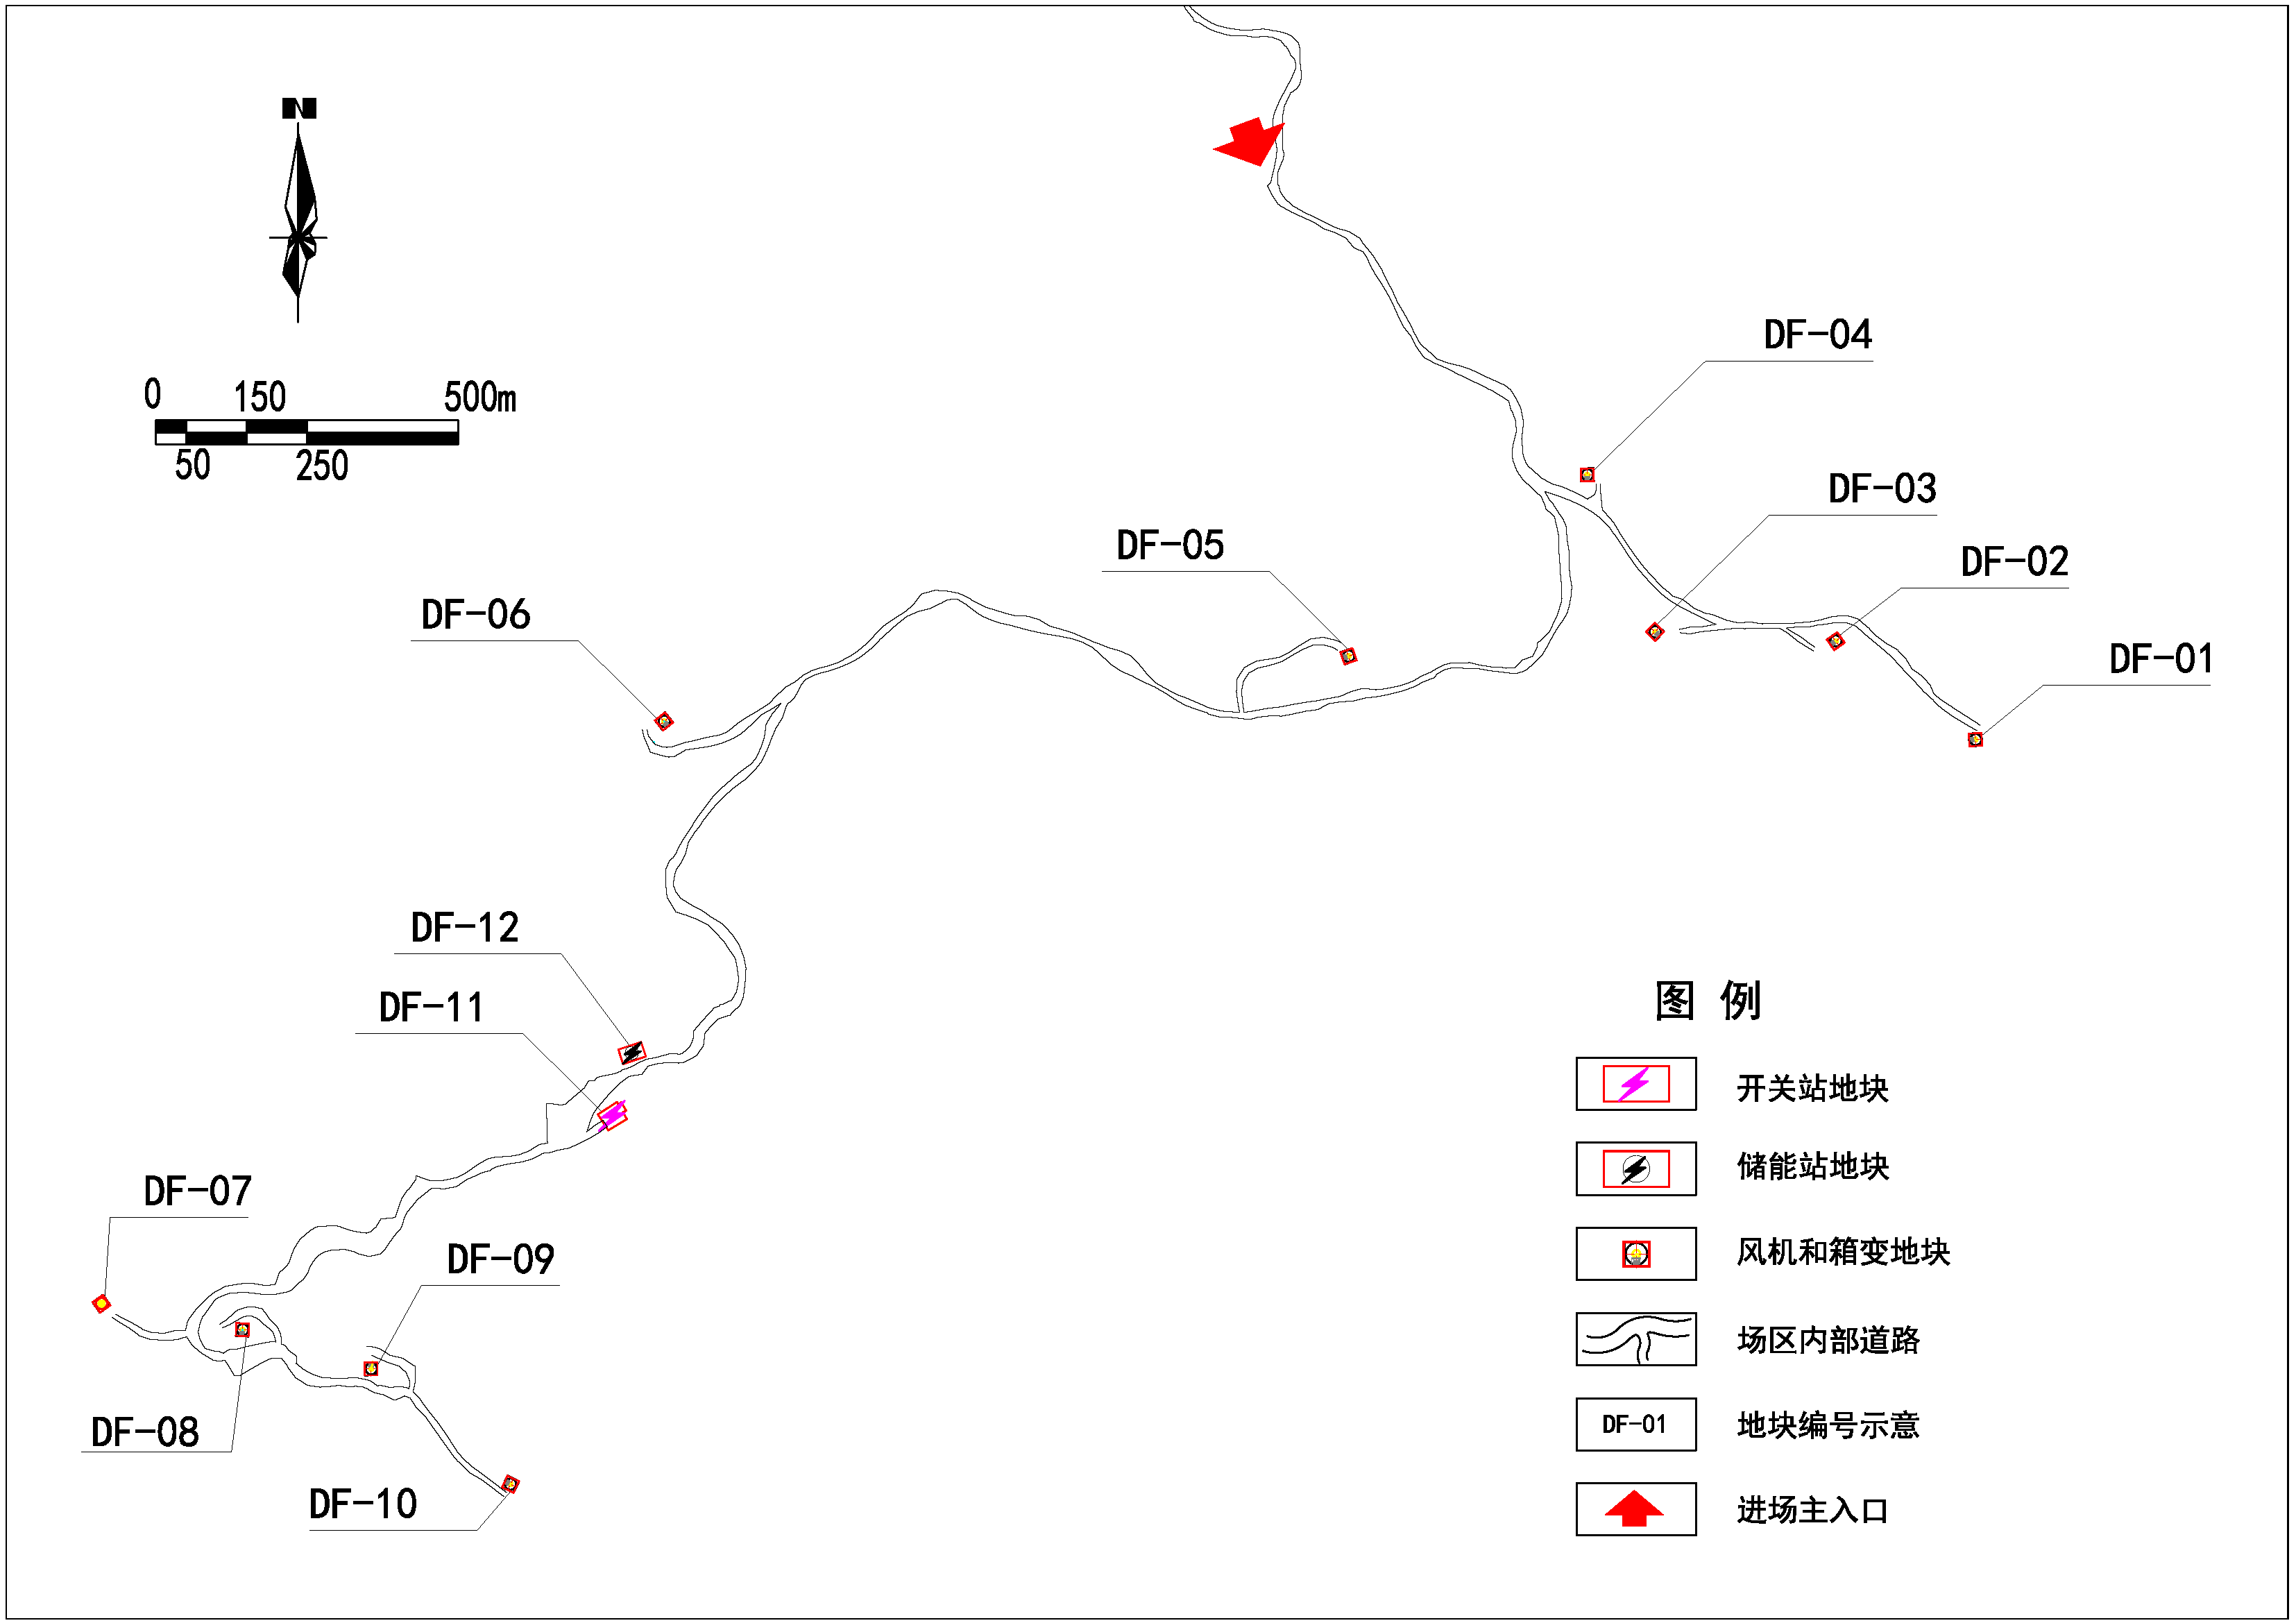 N
0 150 500m
50 250
DF-04
DF-03
DF-05
DF-02
DF-06
DF-01
DF-12
DF-11
DF-07
DF-09
DF-08
DF-10
图 例
开关站地块
储能站地块
风机和箱变地块
场区内部道路
DF-01 地块编号示意
进场主入口